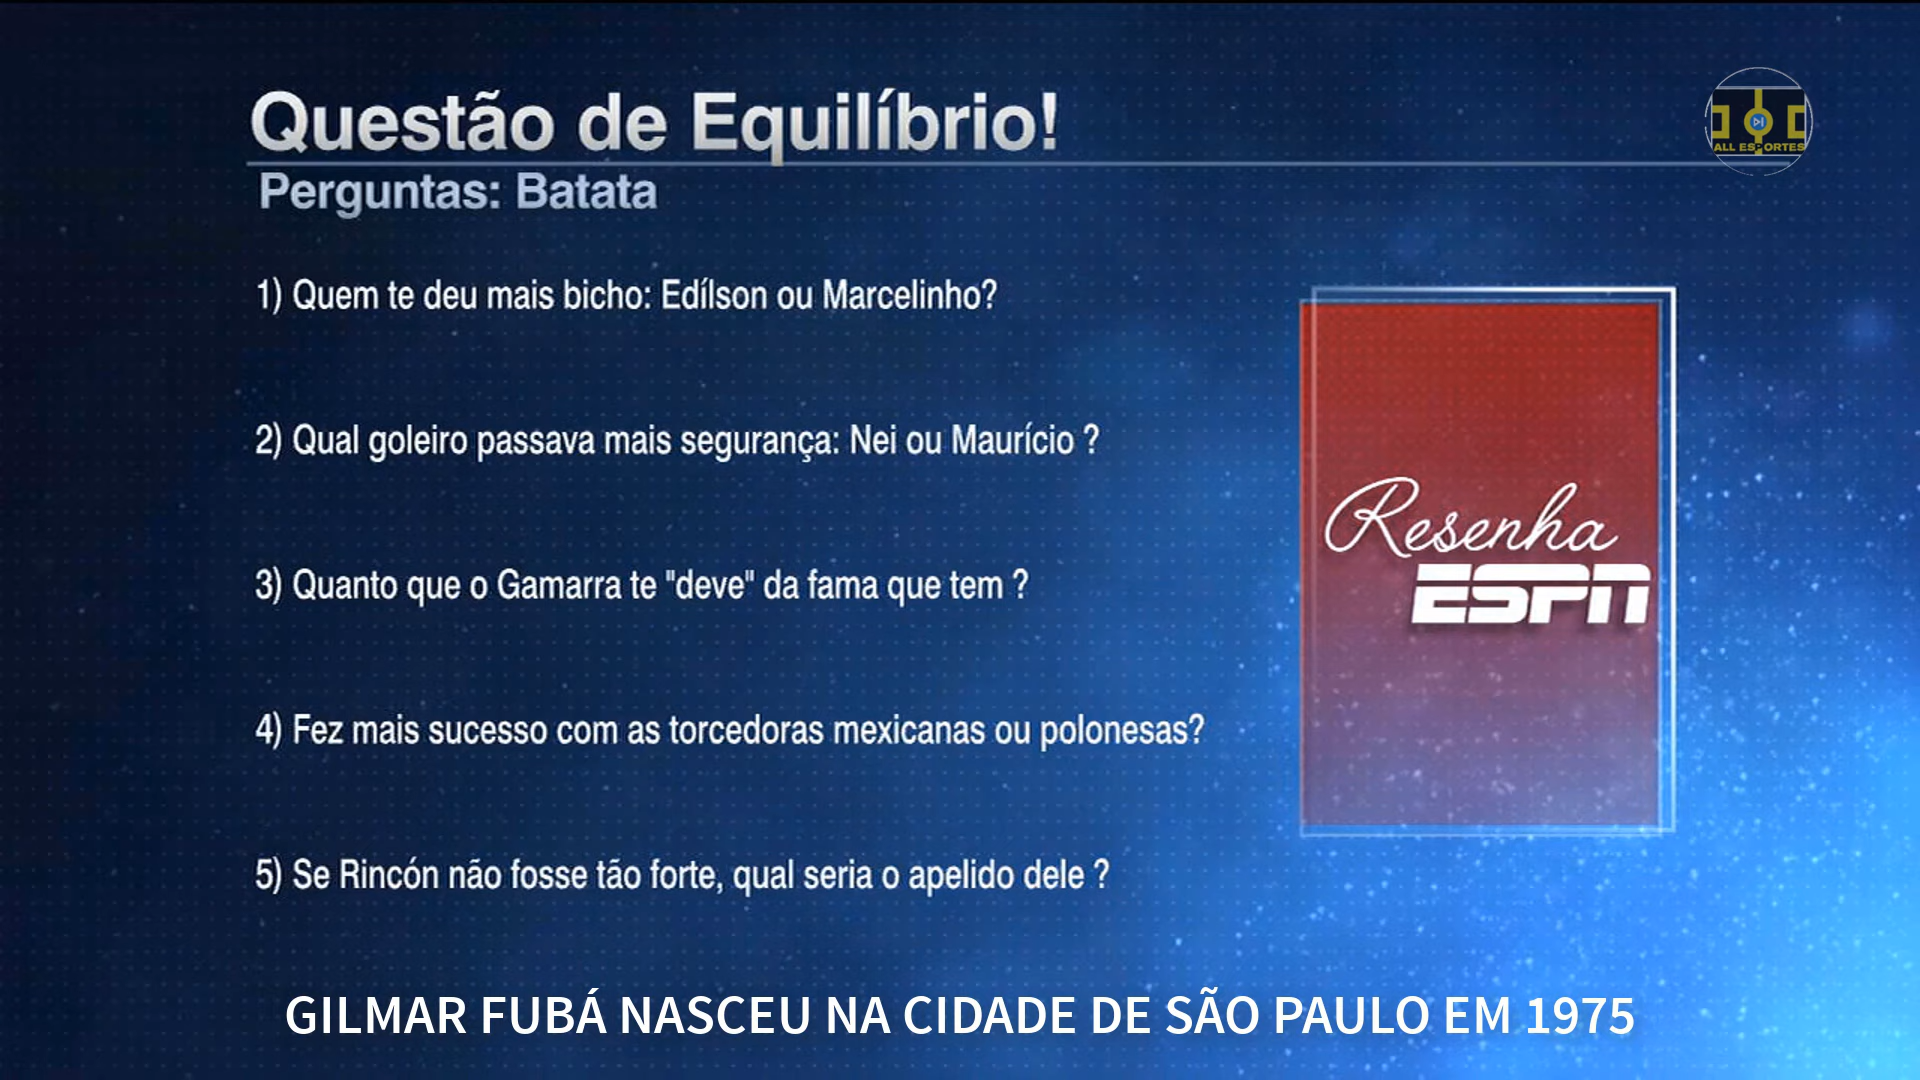 Questão de Equilíbrio!
ALL ESPORTES
Perguntas: Batata
1) Quem te deu mais bicho: Edílson ou Marcelinho?
2) Qual goleiro passava mais segurança: Nei ou Maurício ?
3) Quanto que o Gamarra te "deve" da fama que tem ?
4) Fez mais sucesso com as torcedoras mexicanas ou polonesas?
5) Se Rincón não fosse tão forte, qual seria o apelido dele ?
Resenha
ESPN
GILMAR FUBÁ NASCEU NA CIDADE DE SÃO PAULO EM 1975